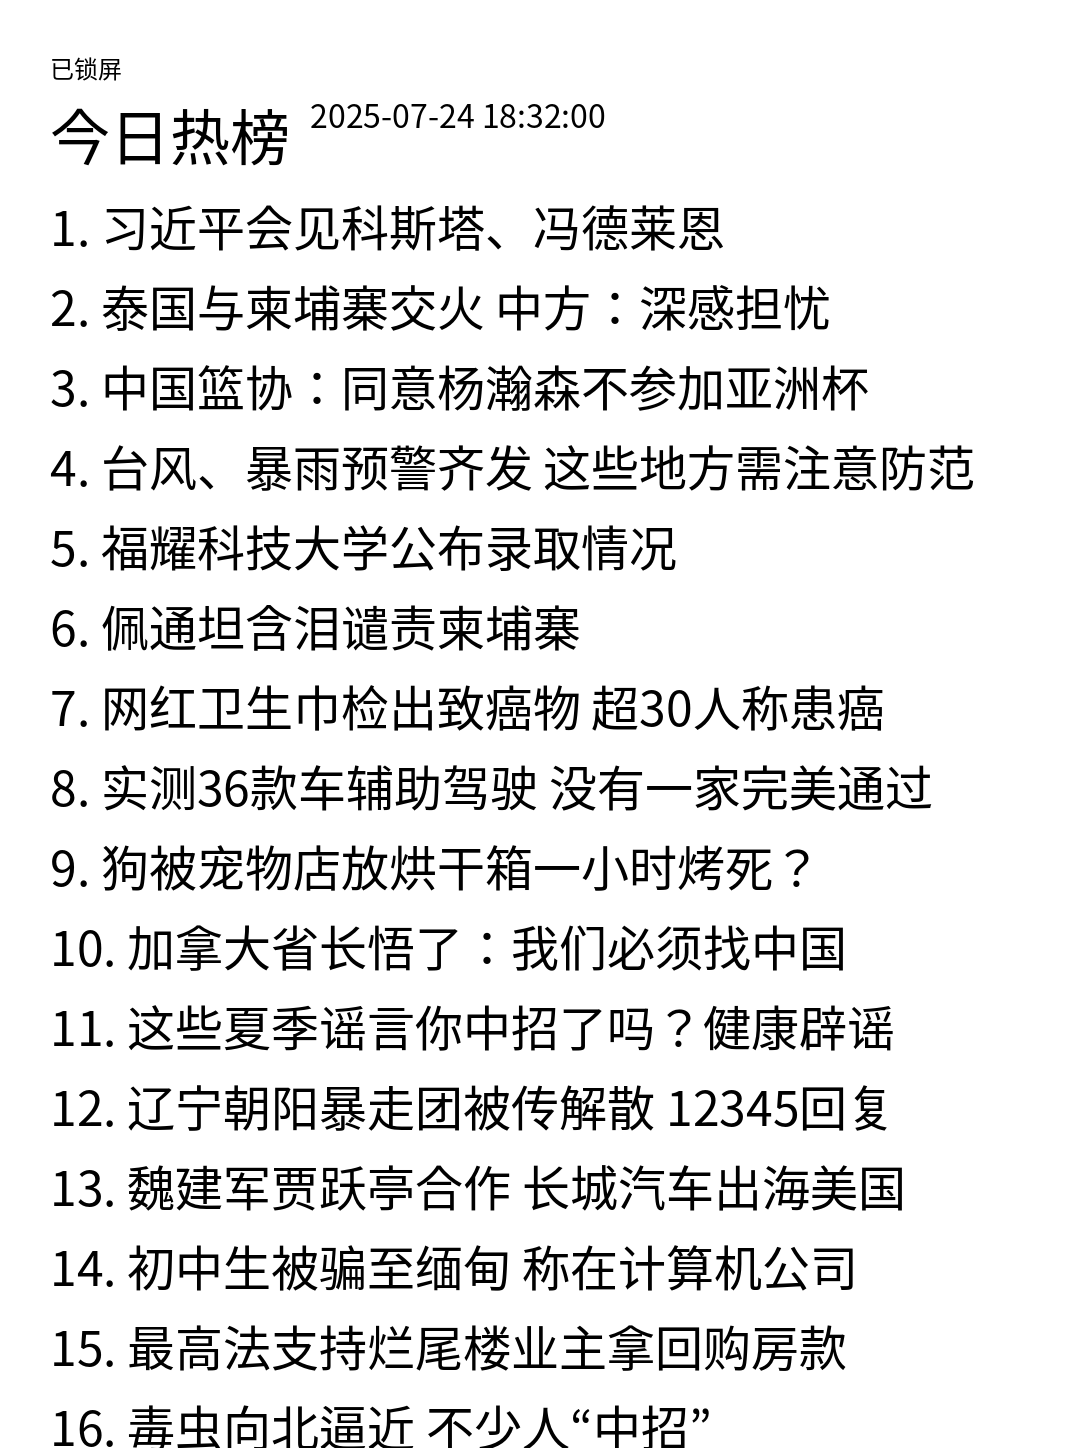 已锁屏
今日热榜 2025-07-24 18:32:00
1. 习近平会见科斯塔、冯德莱恩
2. 泰国与柬埔寨交火 中方：深感担忧
3. 中国篮协：同意杨瀚森不参加亚洲杯
4. 台风、暴雨预警齐发 这些地方需注意防范
5. 福耀科技大学公布录取情况
6. 佩通坦含泪谴责柬埔寨
7. 网红卫生巾检出致癌物 超30人称患癌
8. 实测36款车辅助驾驶 没有一家完美通过
9. 狗被宠物店放烘干箱一小时烤死？
10. 加拿大省长悟了：我们必须找中国
11. 这些夏季谣言你中招了吗？健康辟谣
12. 辽宁朝阳暴走团被传解散 12345回复
13. 魏建军贾跃亭合作 长城汽车出海美国
14. 初中生被骗至缅甸 称在计算机公司
15. 最高法支持烂尾楼业主拿回购房款
16. 毒虫向北逼近 不少人“中招”